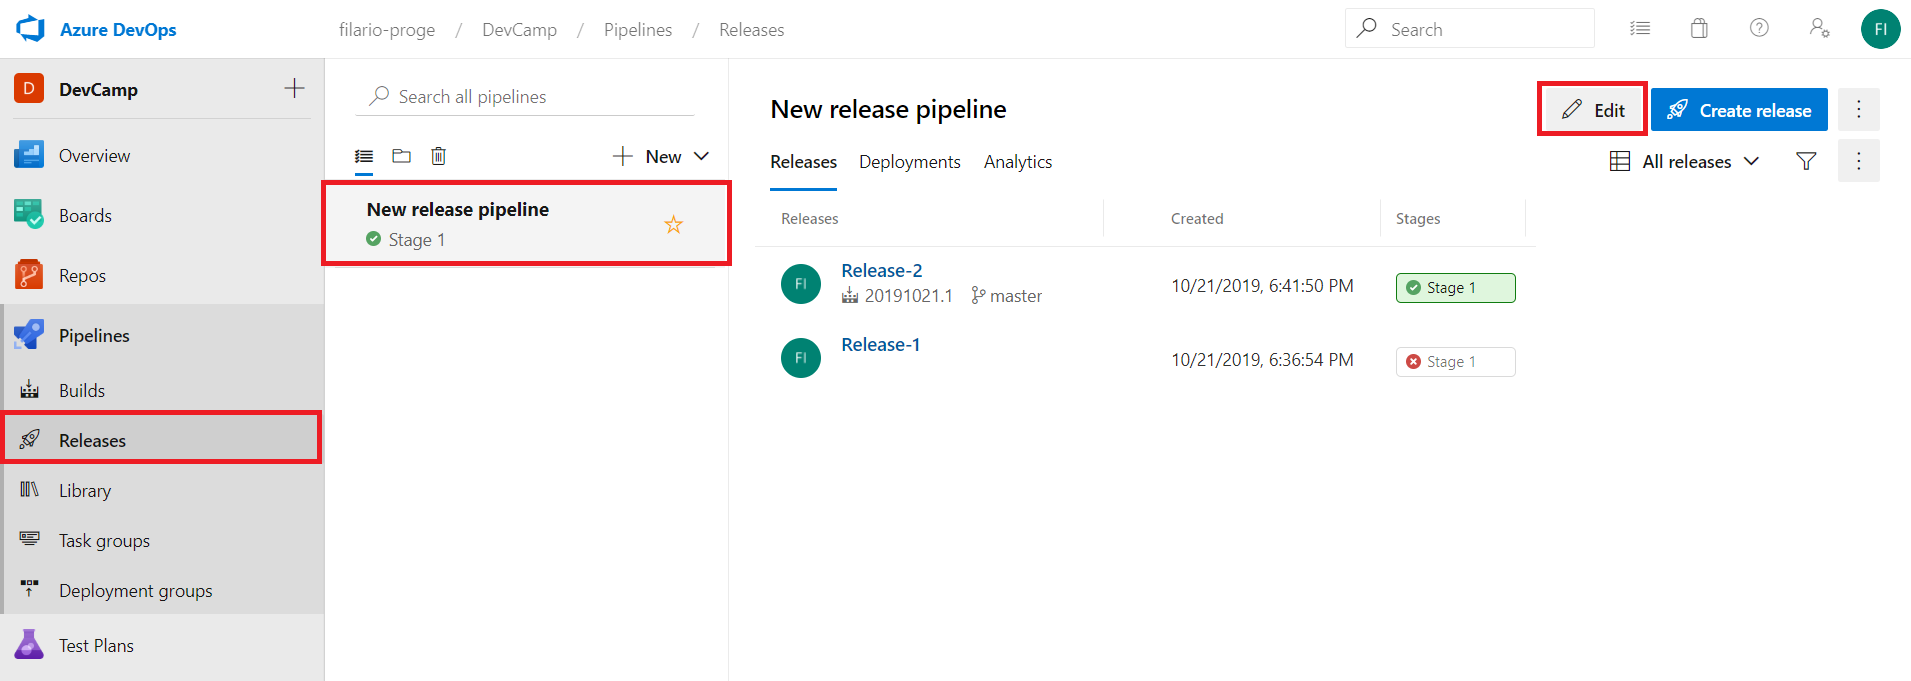 Azure DevOps
filario-proge / DevCamp / Pipelines / Releases
Search
FI
D DevCamp
Overview
Boards
Repos
Pipelines
Builds
Releases
Library
Task groups
Deployment groups
Test Plans
Search all pipelines
New
New release pipeline
Stage 1
New release pipeline
Edit
Create release
Releases Deployments Analytics
All releases
Releases Created Stages
FI Release-2 10/21/2019, 6:41:50 PM Stage 1
20191021.1 master
FI Release-1 10/21/2019, 6:36:54 PM Stage 1